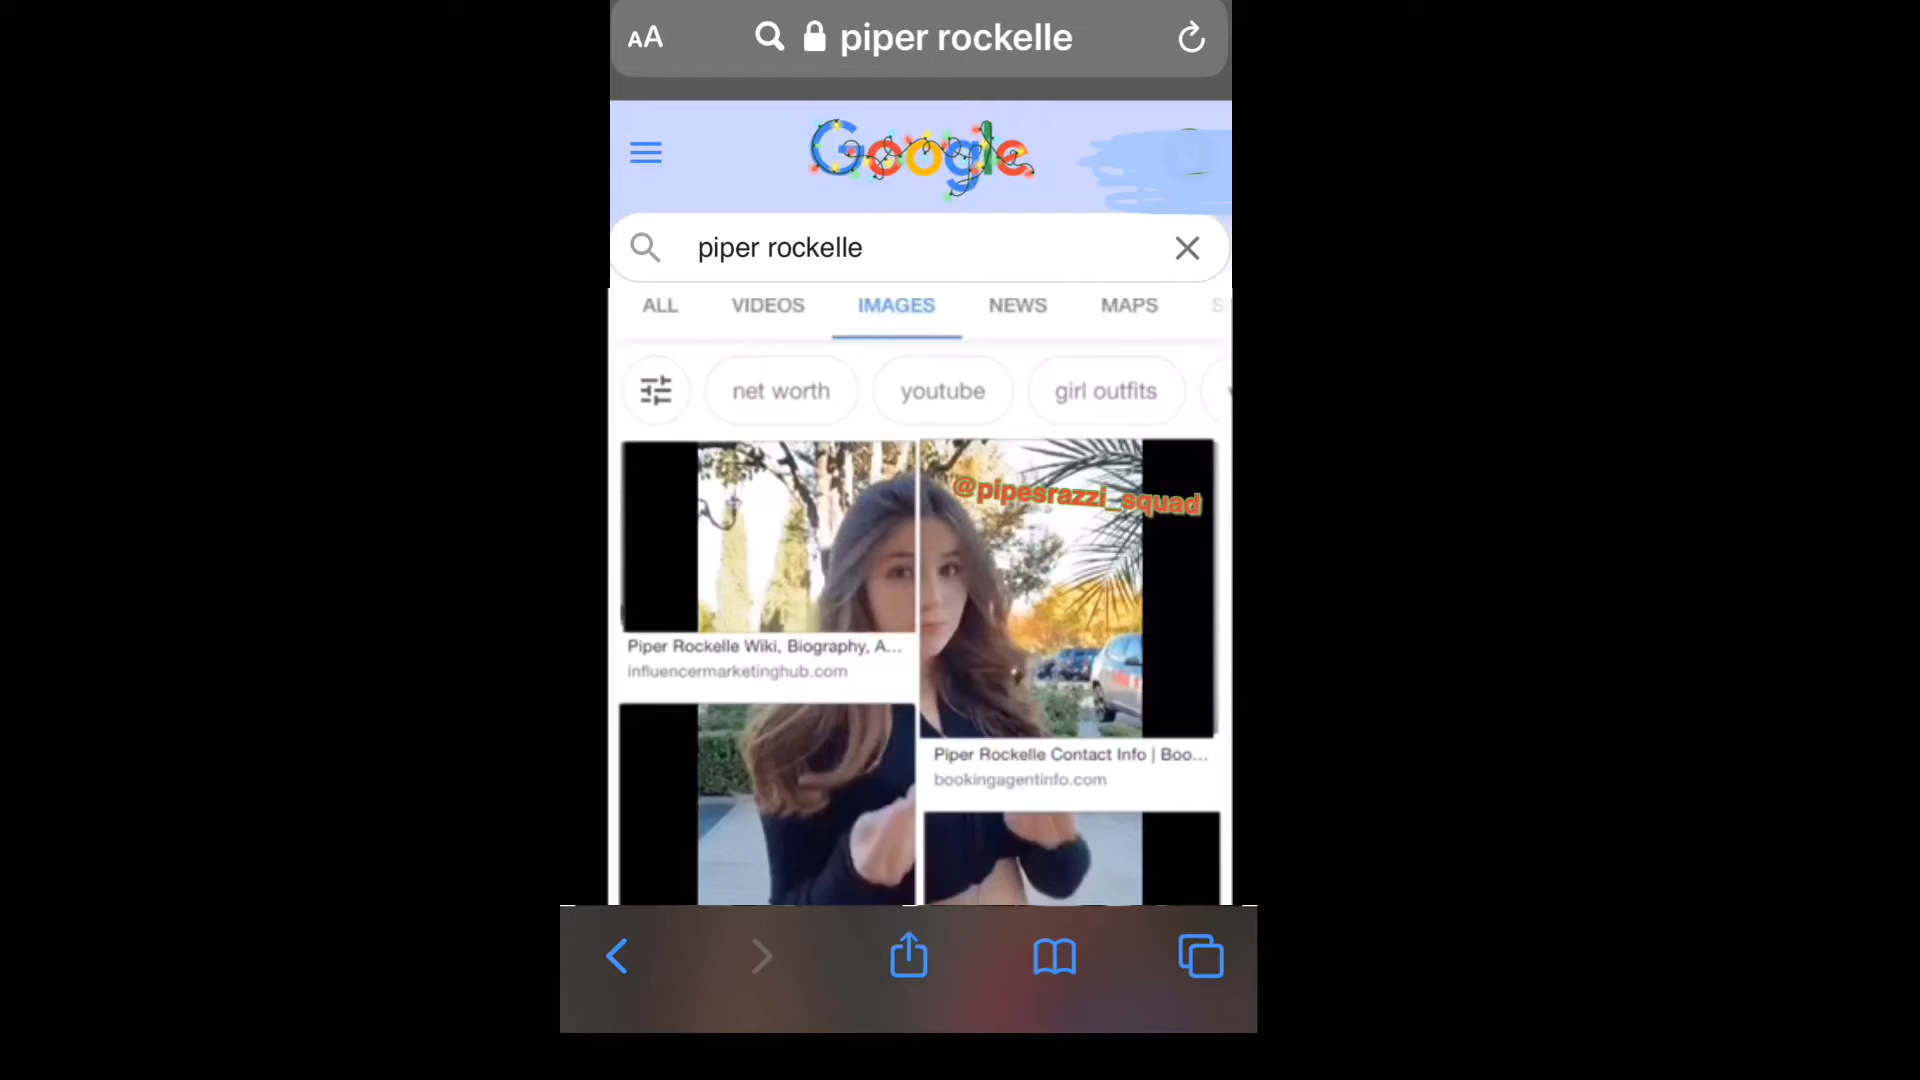 AA piper rockelle
Google
piper rockelle
ALL VIDEOS IMAGES NEWS MAPS
net worth youtube girl outfits
@pipesrazzi_squad
Piper Rockelle Wiki, Biography, A...
influencermarketinghub.com
Piper Rockelle Contact Info | Boo...
bookingagentinfo.com